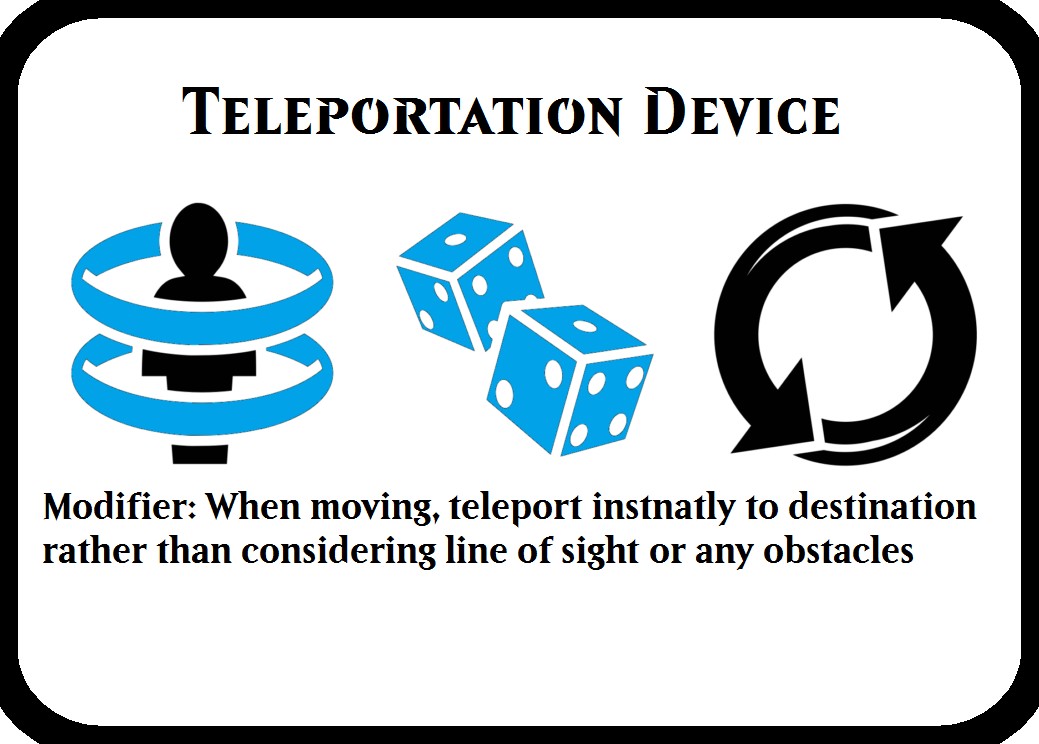 Teleportation Device
Modifier: When moving, teleport instnatly to destination
rather than considering line of sight or any obstacles